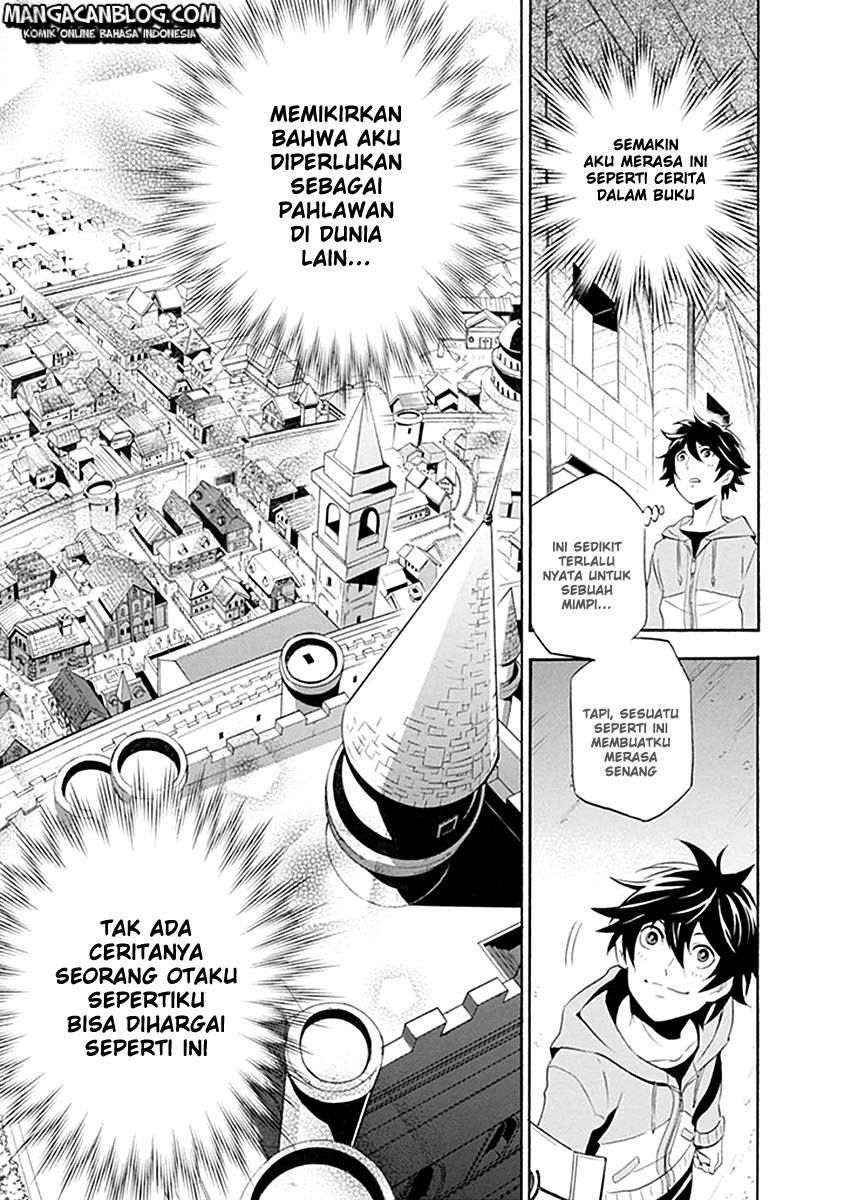 MANGACANBLOG.COM
KOMIK ONLINE BAHASA INDONESIA
SEMAKIN
AKU MERASA INI
SEPERTI CERITA
DALAM BUKU
INI SEDIKIT
TERLALU
NYATA UNTUK
SEBUAH
MIMPI...
TAPI, SESUATU
SEPERTI INI
MEMBUATKU
MERASA
SENANG
MEMIKIRKAN
BAHWA AKU
DIPERLUKAN
SEBAGAI
PAHLAWAN
DI DUNIA
LAIN...
TAK ADA
CERITANYA
SEORANG OTAKU
SEPERTIKU
BISA DIHARGAI
SEPERTI INI